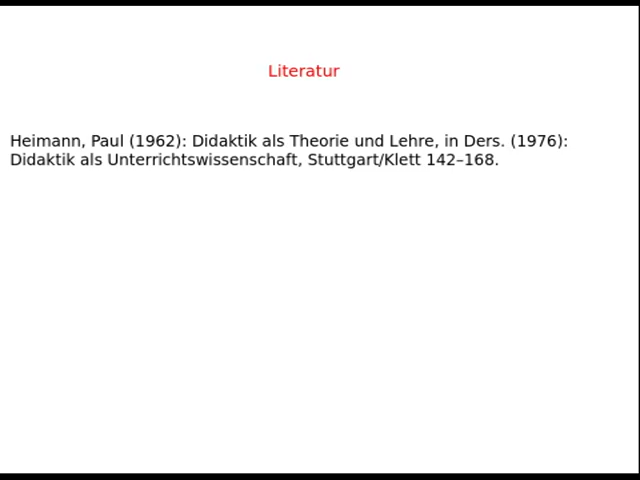 Literatur
Heimann, Paul (1962): Didaktik als Theorie und Lehre, in Ders. (1976):
Didaktik als Unterrichtswissenschaft, Stuttgart/Klett 142–168.